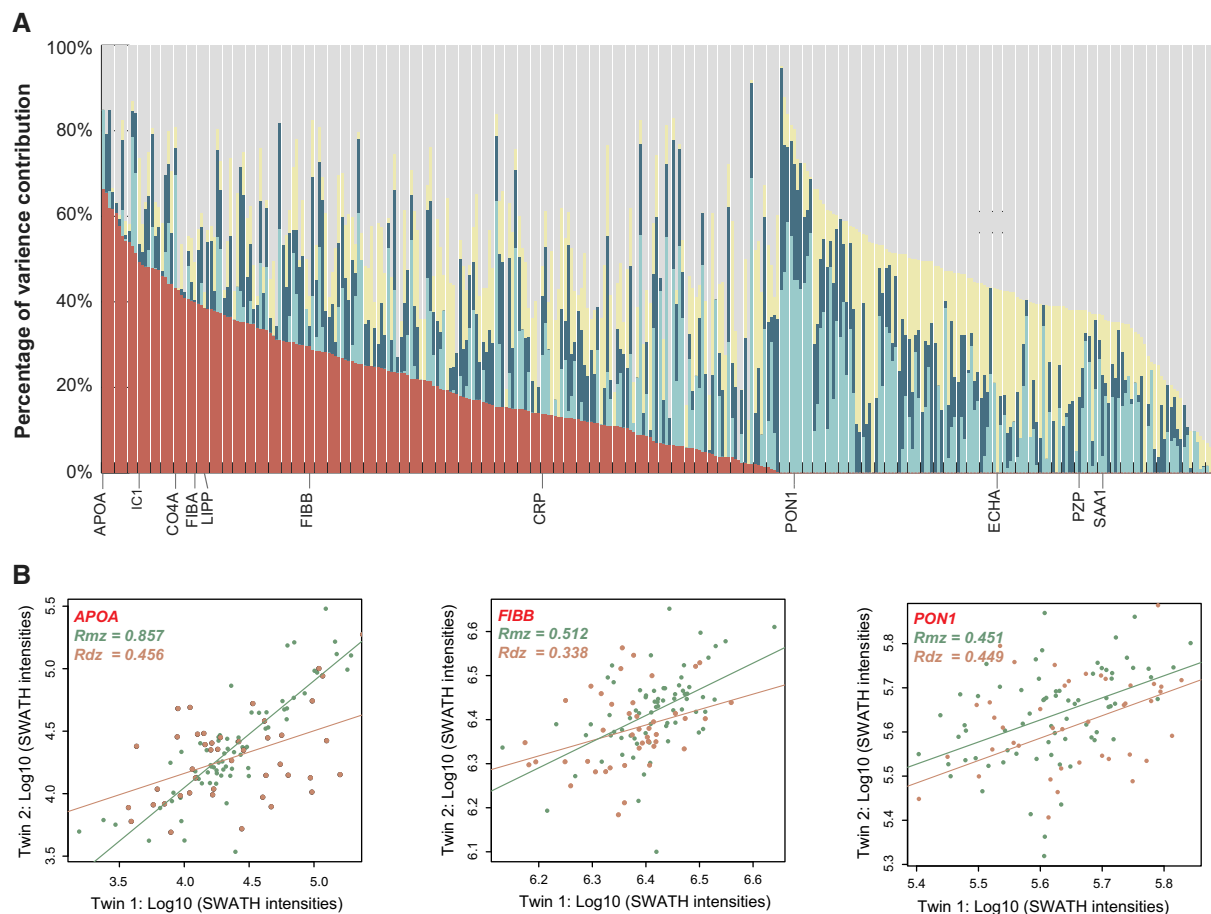 A
Percentage of varience contribution
100%
80%
60%
40%
20%
0%
APOA
IC1
CO4A
FIBA
LIPP
FIBB
CRP
PON1
ECHA
PZP
SAA1
B
APOA
Rmz = 0.857
Rdz = 0.456
Twin 2: Log10 (SWATH intensities)
5.5
5.0
4.5
4.0
3.5
3.5 4.0 4.5 5.0
Twin 1: Log10 (SWATH intensities)
FIBB
Rmz = 0.512
Rdz = 0.338
Twin 2: Log10 (SWATH intensities)
6.6
6.5
6.4
6.3
6.2
6.1
6.2 6.3 6.4 6.5 6.6
Twin 1: Log10 (SWATH intensities)
PON1
Rmz = 0.451
Rdz = 0.449
Twin 2: Log10 (SWATH intensities)
5.8
5.7
5.6
5.5
5.4
5.3
5.4 5.5 5.6 5.7 5.8
Twin 1: Log10 (SWATH intensities)